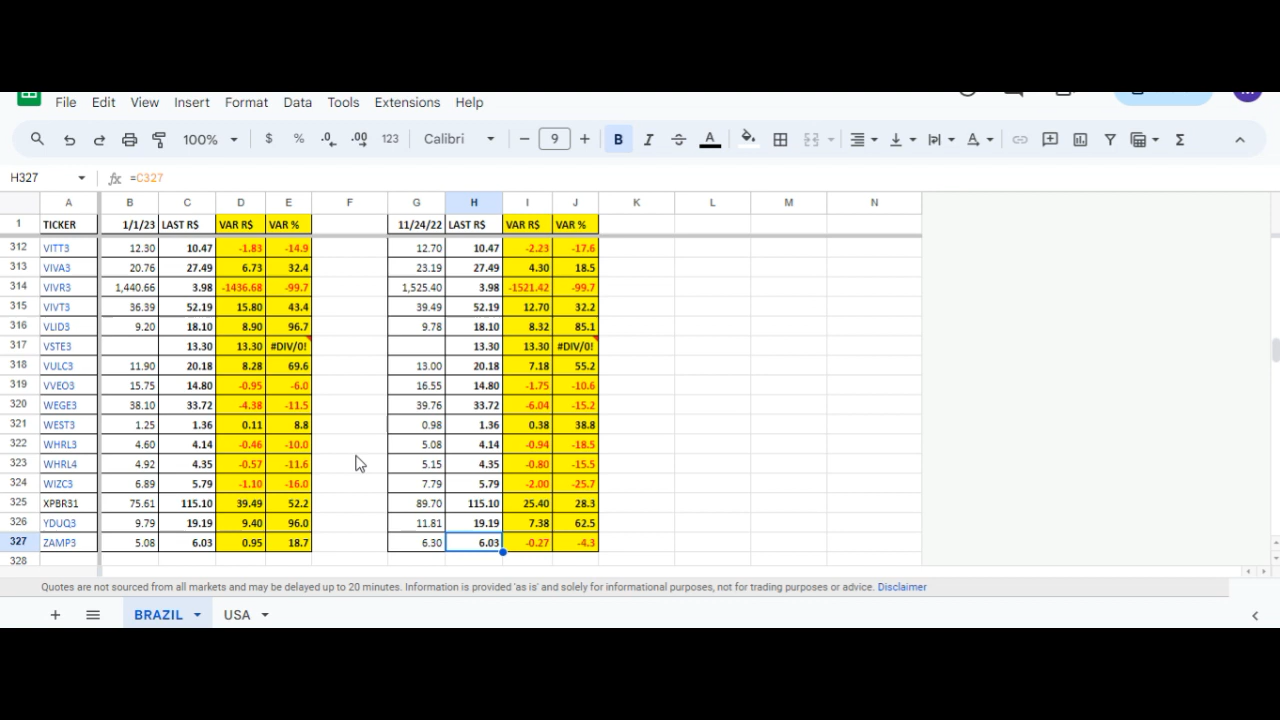 File Edit View Insert Format Data Tools Extensions Help
100% $ % .0 .00 123 Calibri 9 B I A
H327 fx =C327
A B C D E F G H I J K L M N
1 TICKER 1/1/23 LAST R$ VAR R$ VAR % 11/24/22 LAST R$ VAR R$ VAR %
312 VITT3 12.30 10.47 -1.83 -14.9 12.70 10.47 -2.23 -17.6
313 VIVA3 20.76 27.49 6.73 32.4 23.19 27.49 4.30 18.5
314 VIVR3 1,440.66 3.98 -1436.68 -99.7 1,525.40 3.98 -1521.42 -99.7
315 VIVT3 36.39 52.19 15.80 43.4 39.49 52.19 12.70 32.2
316 VLID3 9.20 18.10 8.90 96.7 9.78 18.10 8.32 85.1
317 VSTE3 13.30 13.30 #DIV/0! 13.30 13.30 #DIV/0!
318 VULC3 11.90 20.18 8.28 69.6 13.00 20.18 7.18 55.2
319 VVEO3 15.75 14.80 -0.95 -6.0 16.55 14.80 -1.75 -10.6
320 WEGE3 38.10 33.72 -4.38 -11.5 39.76 33.72 -6.04 -15.2
321 WEST3 1.25 1.36 0.11 8.8 0.98 1.36 0.38 38.8
322 WHRL3 4.60 4.14 -0.46 -10.0 5.08 4.14 -0.94 -18.5
323 WHRL4 4.92 4.35 -0.57 -11.6 5.15 4.35 -0.80 -15.5
324 WIZC3 6.89 5.79 -1.10 -16.0 7.79 5.79 -2.00 -25.7
325 XPBR31 75.61 115.10 39.49 52.2 89.70 115.10 25.40 28.3
326 YDUQ3 9.79 19.19 9.40 96.0 11.81 19.19 7.38 62.5
327 ZAMP3 5.08 6.03 0.95 18.7 6.30 6.03 -0.27 -4.3
328
Quotes are not sourced from all markets and may be delayed up to 20 minutes. Information is provided 'as is' and solely for informational purposes, not for trading purposes or advice. Disclaimer
BRAZIL USA